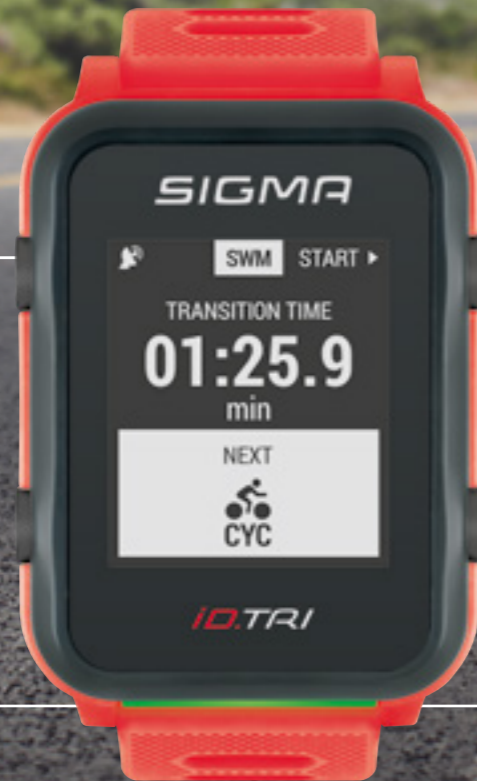 SIGMA
SWM START
TRANSITION TIME
01:25.9
min
NEXT
CYC
iD.TRI